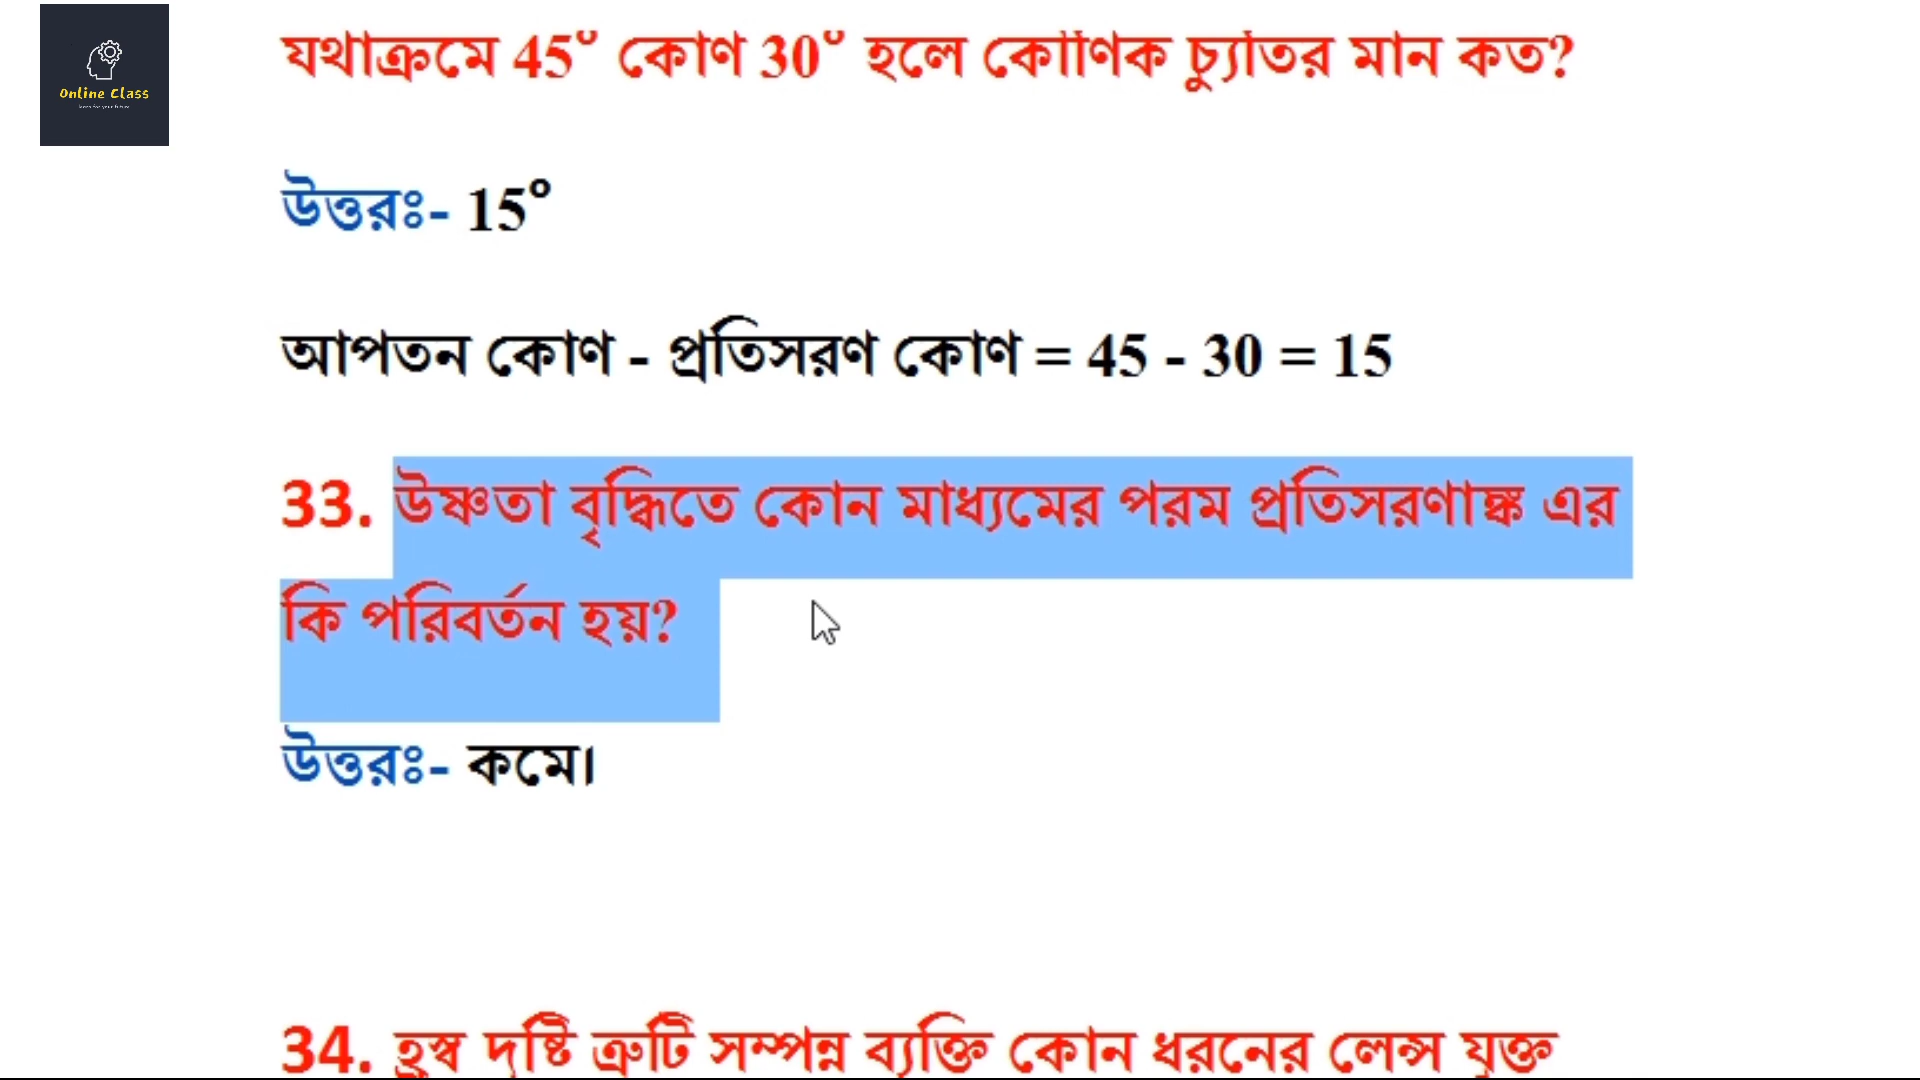 Online Class
যথাক্রমে 45° কোণ 30° হলে কৌণিক চ্যুতির মান কত?
উত্তরঃ- 15°
আপতন কোণ - প্রতিসরণ কোণ = 45 - 30 = 15
33. উষ্ণতা বৃদ্ধিতে কোন মাধ্যমের পরম প্রতিসরণাঙ্ক এর
কি পরিবর্তন হয়?
উত্তরঃ- কমে।
34. হ্রস্ব দৃষ্টি ত্রুটি সম্পন্ন ব্যক্তি কোন ধরনের লেন্স যুক্ত